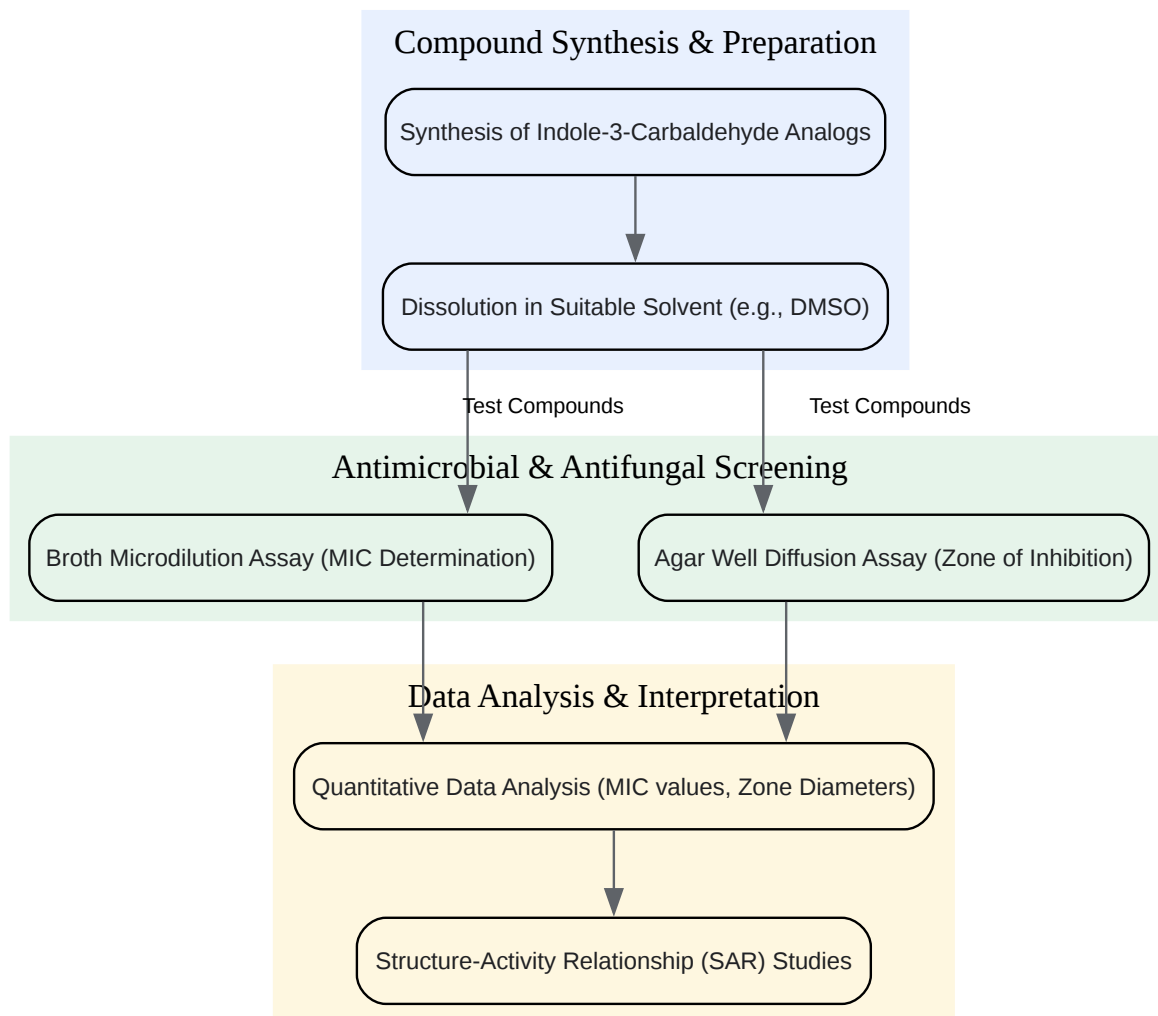 Compound Synthesis & Preparation
Synthesis of Indole-3-Carbaldehyde Analogs
Dissolution in Suitable Solvent (e.g., DMSO)
Test Compounds
Test Compounds
Antimicrobial & Antifungal Screening
Broth Microdilution Assay (MIC Determination)
Agar Well Diffusion Assay (Zone of Inhibition)
Data Analysis & Interpretation
Quantitative Data Analysis (MIC values, Zone Diameters)
Structure-Activity Relationship (SAR) Studies